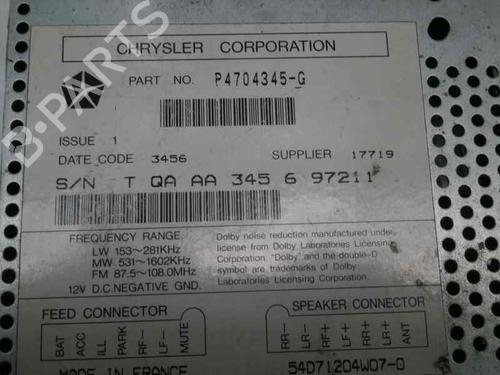 CHRYSLER CORPORATION
PART NO. P4704345-G
ISSUE 1
DATE CODE 3456 SUPPLIER 17719
S/N T QA AA 345 6 97211
FREQUENCY RANGE
LW 153~281KHz
MW 531~1602KHz
FM 87.5~108.0MHz
12V D.C.NEGATIVE GND.
Dolby noise reduction manufactured under
license from Dolby Laboratories Licensing
Corporation. "Dolby" and the double-D
symbol are trademarks of Dolby
Laboratories Licensing Corporation.
FEED CONNECTOR
BAT
ACC
ILL
PARK
RF-
LF-
MUTE
SPEAKER CONNECTOR
RR-
LR-
RF+
LF+
RR+
LR+
ANT
MADE IN FRANCE
54D71204W07-0
B-PARTS